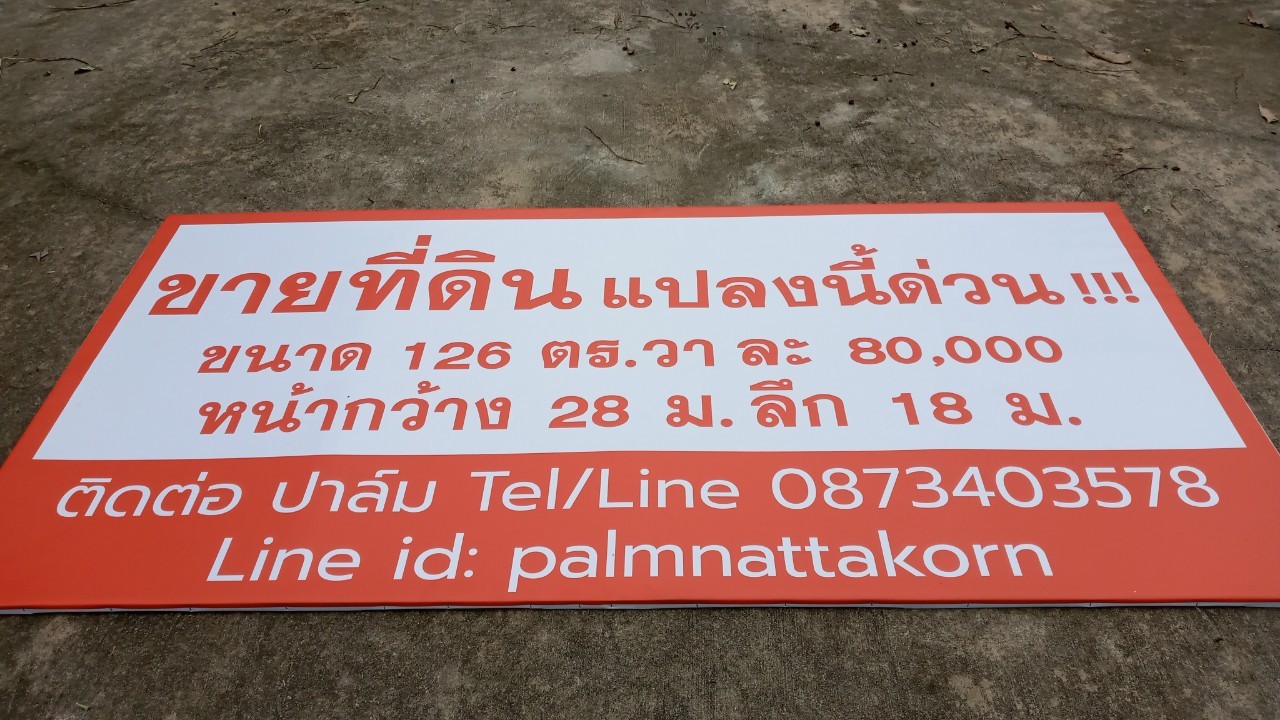 ขายที่ดิน แปลงนี้ด่วน !!!
ขนาด 126 ตร.วา ละ 80,000
หน้ากว้าง 28 ม. ลึก 18 ม.
ติดต่อ ปาล์ม Tel/Line 0873403578
Line id: palmnattakorn